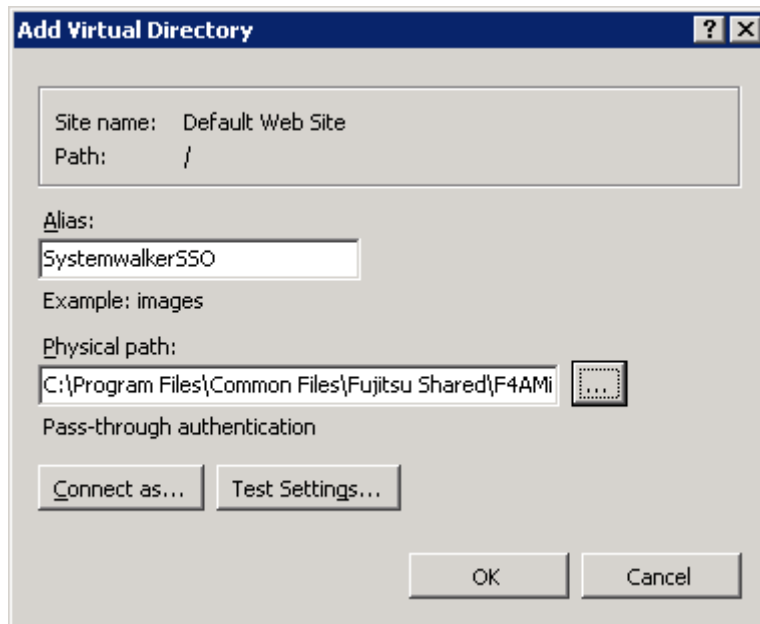 Add Virtual Directory
Site name: Default Web Site
Path: /
Alias:
SystemwalkerSSO
Example: images
Physical path:
C:\Program Files\Common Files\Fujitsu Shared\F4AMi
...
Pass-through authentication
Connect as... Test Settings...
OK Cancel